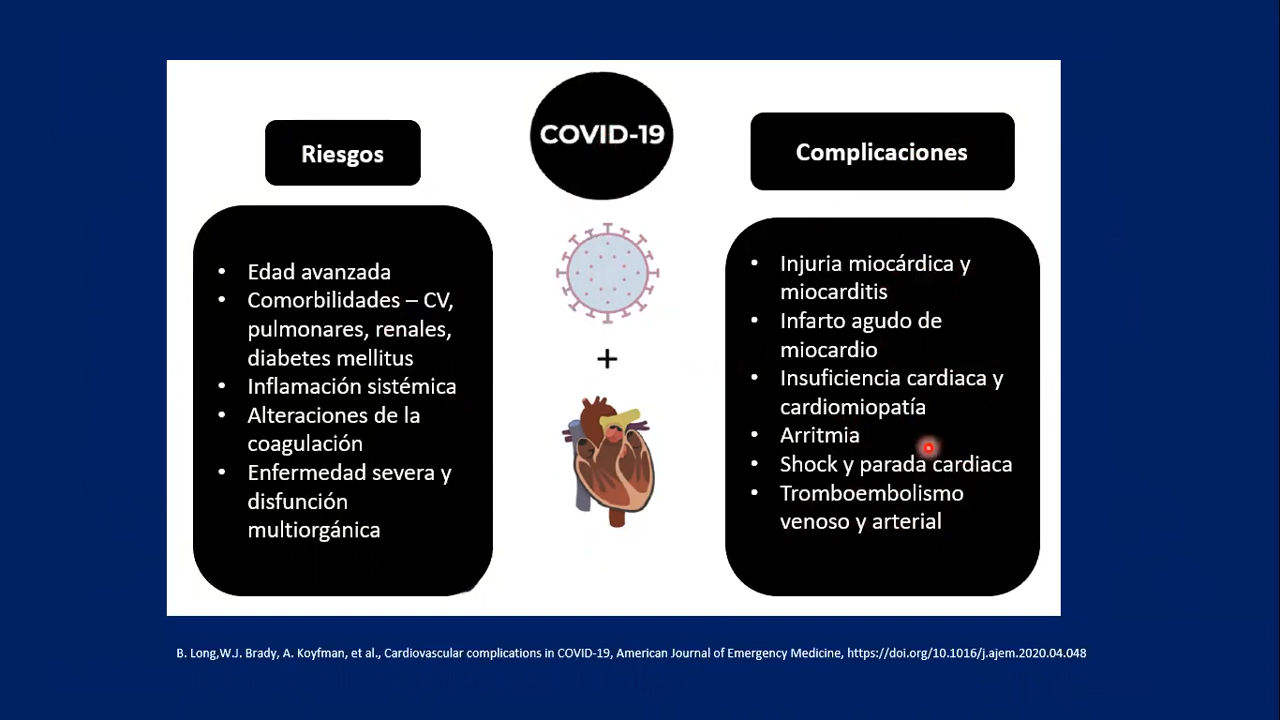 COVID-19
Riesgos
• Edad avanzada
• Comorbilidades – CV,
pulmonares, renales,
diabetes mellitus
• Inflamación sistémica
• Alteraciones de la
coagulación
• Enfermedad severa y
disfunción
multiorgánica
+
Complicaciones
• Injuria miocárdica y
miocarditis
• Infarto agudo de
miocardio
• Insuficiencia cardiaca y
cardiomiopatía
• Arritmia
• Shock y parada cardiaca
• Tromboembolismo
venoso y arterial
B. Long,W.J. Brady, A. Koyfman, et al., Cardiovascular complications in COVID-19, American Journal of Emergency Medicine, https://doi.org/10.1016/j.ajem.2020.04.048